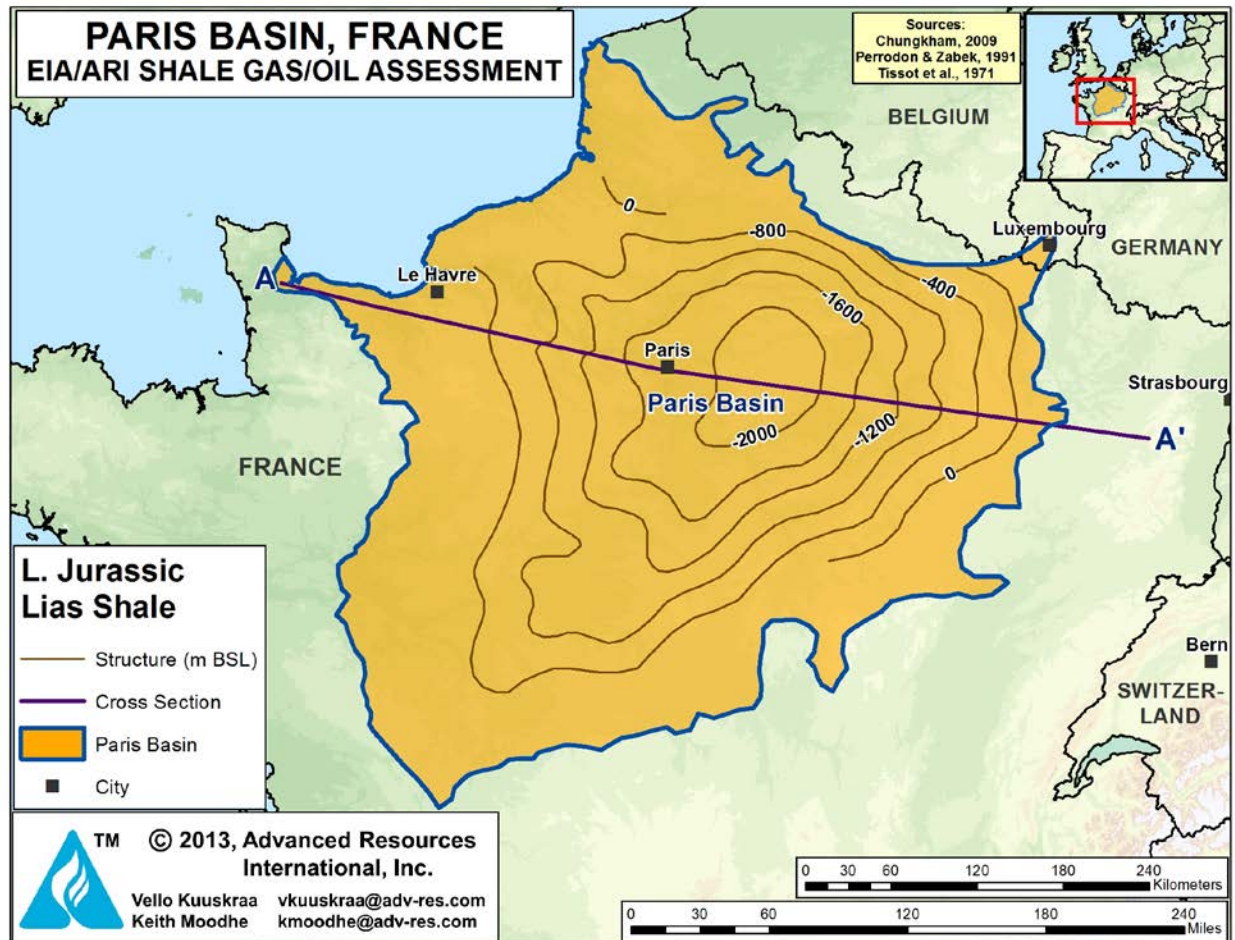 PARIS BASIN, FRANCE
EIA/ARI SHALE GAS/OIL ASSESSMENT
Sources:
Chungkham, 2009
Perrodon & Zabek, 1991
Tissot et al., 1971
BELGIUM
0
-800
Luxembourg
GERMANY
A
Le Havre
-400
-1600
Paris
Strasbourg
Paris Basin
-2000
-1200
A'
FRANCE
0
L. Jurassic
Lias Shale
Structure (m BSL)
Cross Section
Paris Basin
City
Bern
SWITZER-
LAND
TM
© 2013, Advanced Resources
International, Inc.
Vello Kuuskraa vkuuskraa@adv-res.com
Keith Moodhe kmoodhe@adv-res.com
0 30 60 120 180 240
Kilometers
0 30 60 120 180 240
Miles